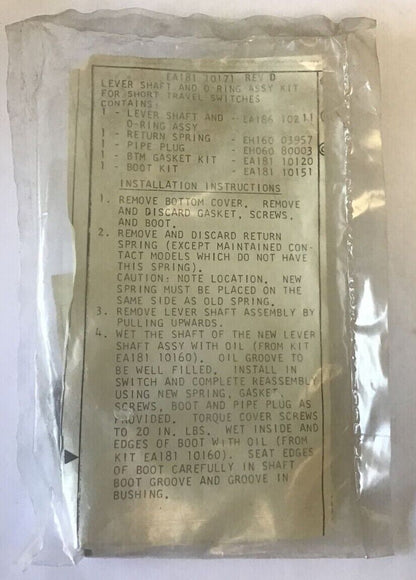 EA181 10171 REV D
LEVER SHAFT AND O-RING ASSY KIT
FOR SHORT TRAVEL SWITCHES
CONTAINS:
1 - LEVER SHAFT AND - EA186 10211
O-RING ASSY
1 - RETURN SPRING - EH160 03957
1 - PIPE PLUG - EH060 80003
1 - BTM GASKET KIT - EA181 10120
1 - BOOT KIT - EA181 10151
INSTALLATION INSTRUCTIONS
1. REMOVE BOTTOM COVER. REMOVE
AND DISCARD GASKET, SCREWS,
AND BOOT.
2. REMOVE AND DISCARD RETURN
SPRING (EXCEPT MAINTAINED CON-
TACT MODELS WHICH DO NOT HAVE
THIS SPRING).
CAUTION: NOTE LOCATION. NEW
SPRING MUST BE PLACED ON THE
SAME SIDE AS OLD SPRING.
3. REMOVE LEVER SHAFT ASSEMBLY BY
PULLING UPWARDS.
4. WET THE SHAFT OF THE NEW LEVER
SHAFT ASSY WITH OIL (FROM KIT
EA181 10160). OIL GROOVE TO
BE WELL FILLED. INSTALL IN
SWITCH AND COMPLETE REASSEMBLY
USING NEW SPRING, GASKET,
SCREWS, BOOT AND PIPE PLUG AS
PROVIDED. TORQUE COVER SCREWS
TO 20 IN. LBS. WET INSIDE AND
EDGES OF BOOT WITH OIL (FROM
KIT EA181 10160). SEAT EDGES
OF BOOT CAREFULLY IN SHAFT
BOOT GROOVE AND GROOVE IN
BUSHING.